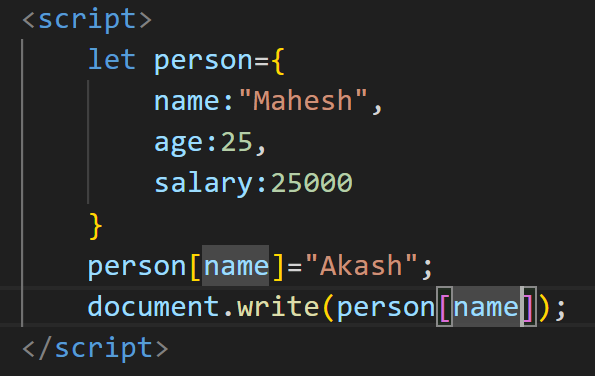 <script>
let person={
name:"Mahesh",
age:25,
salary:25000
}
person[name]="Akash";
document.write(person[name]);
</script>